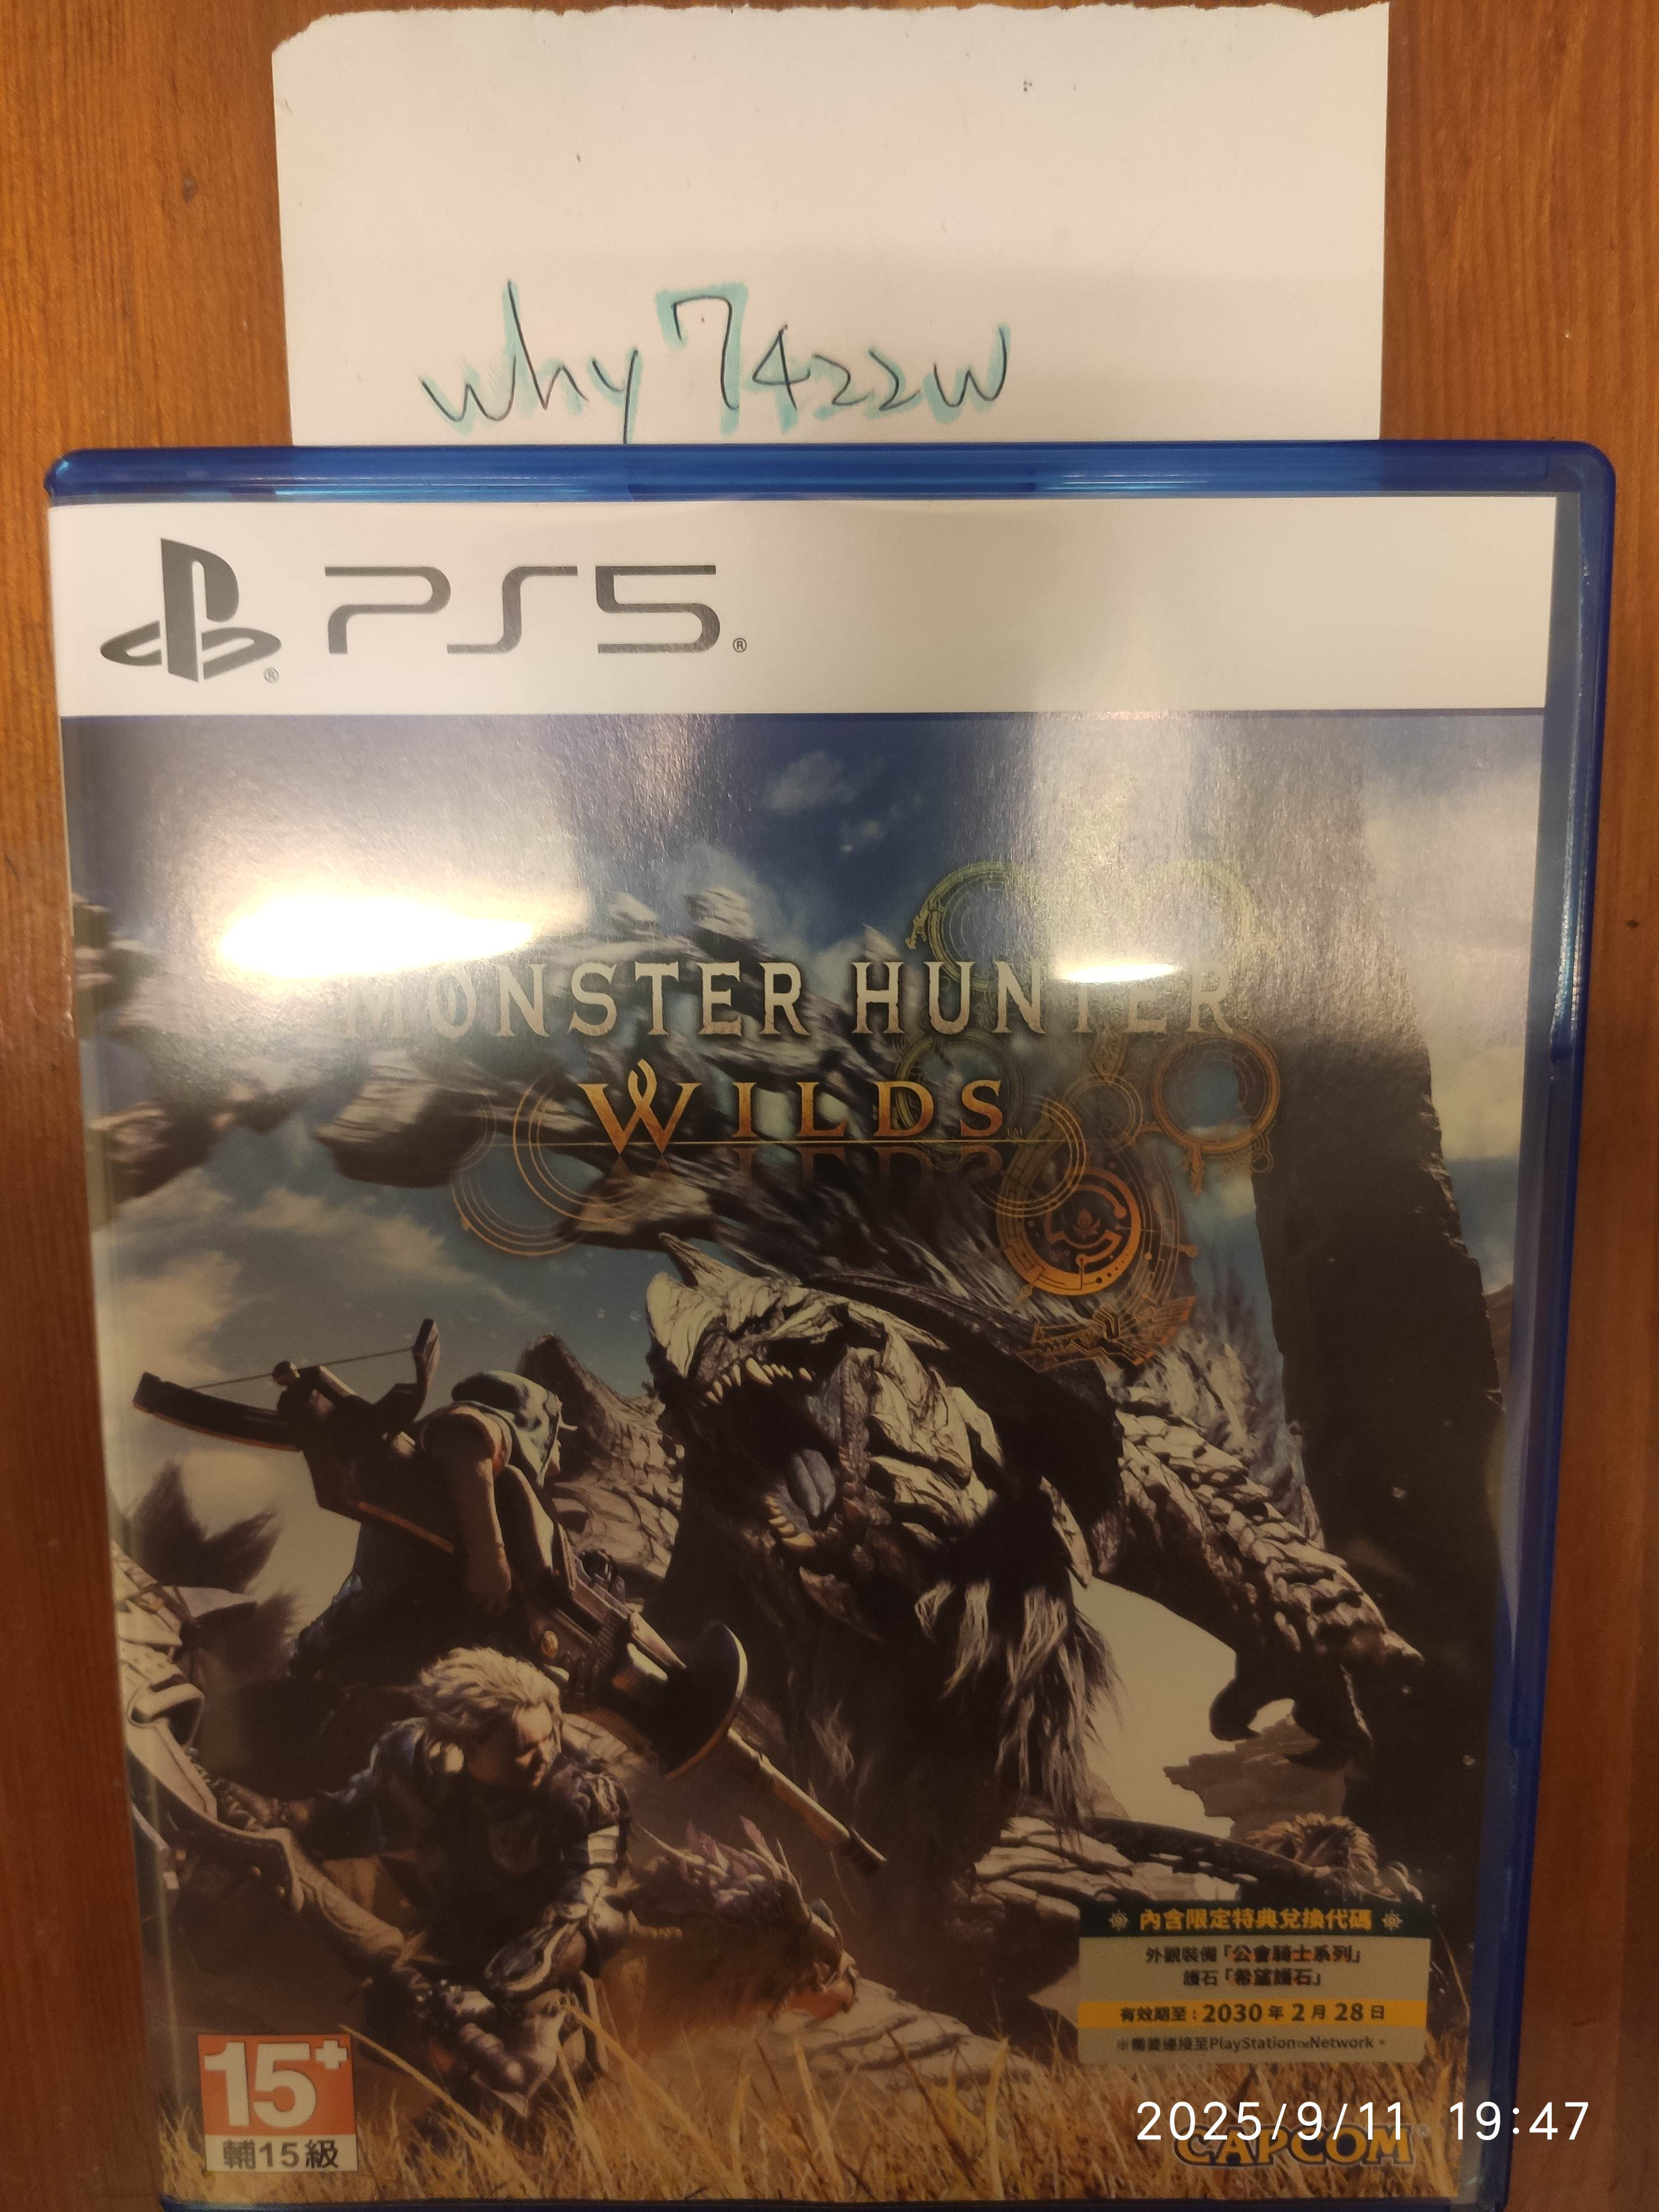 why7422w
PS5®
MONSTER HUNTER
WILDS
內含限定特典兌換代碼
外觀裝備「公會騎士系列」
護石「希望護石」
有效期至：2030年2月28日
※需要連接至PlayStation™Network。
15+
輔15級
2025/9/11 19:47
CAPCOM